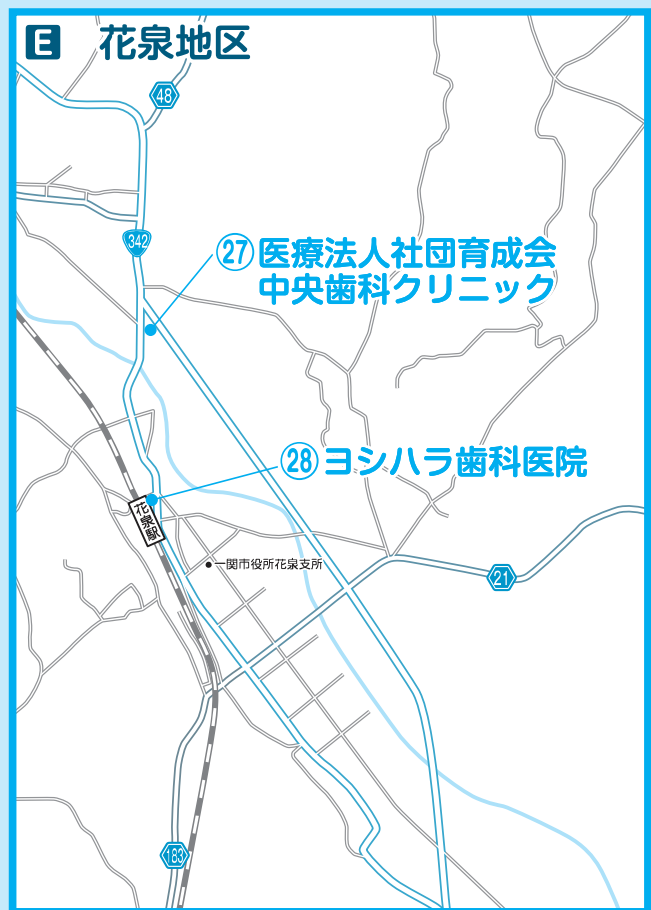 E 花泉地区
48
342
㉗医療法人社団育成会
中央歯科クリニック
㉘ヨシハラ歯科医院
花泉駅
一関市役所花泉支所
21
183